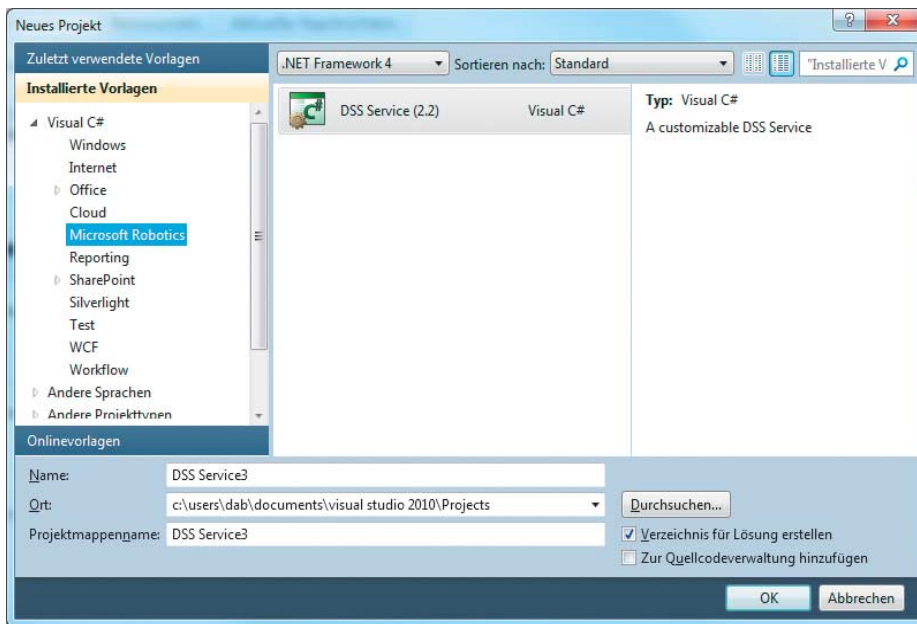 Neues Projekt
Zuletzt verwendete Vorlagen
.NET Framework 4
Sortieren nach:
Standard
"Installierte V
Installierte Vorlagen
Visual C#
Windows
Internet
Office
Cloud
Microsoft Robotics
Reporting
SharePoint
Silverlight
Test
WCF
Workflow
Andere Sprachen
Andere Projekttypen
Onlinevorlagen
DSS Service (2.2)
Visual C#
Typ: Visual C#
A customizable DSS Service
Name:
DSS Service3
Ort:
c:\users\dab\documents\visual studio 2010\Projects
Durchsuchen...
Projektmappenname:
DSS Service3
Verzeichnis für Lösung erstellen
Zur Quellcodeverwaltung hinzufügen
OK
Abbrechen